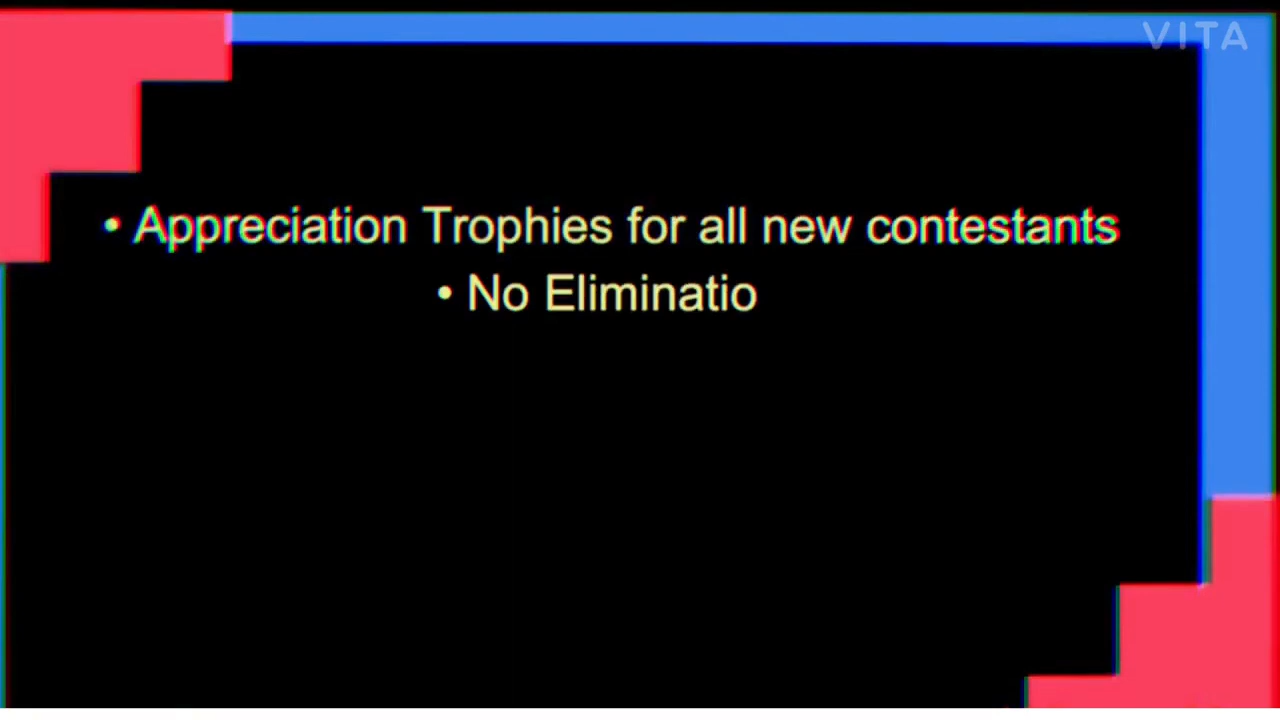 VITA
• Appreciation Trophies for all new contestants
• No Eliminatio